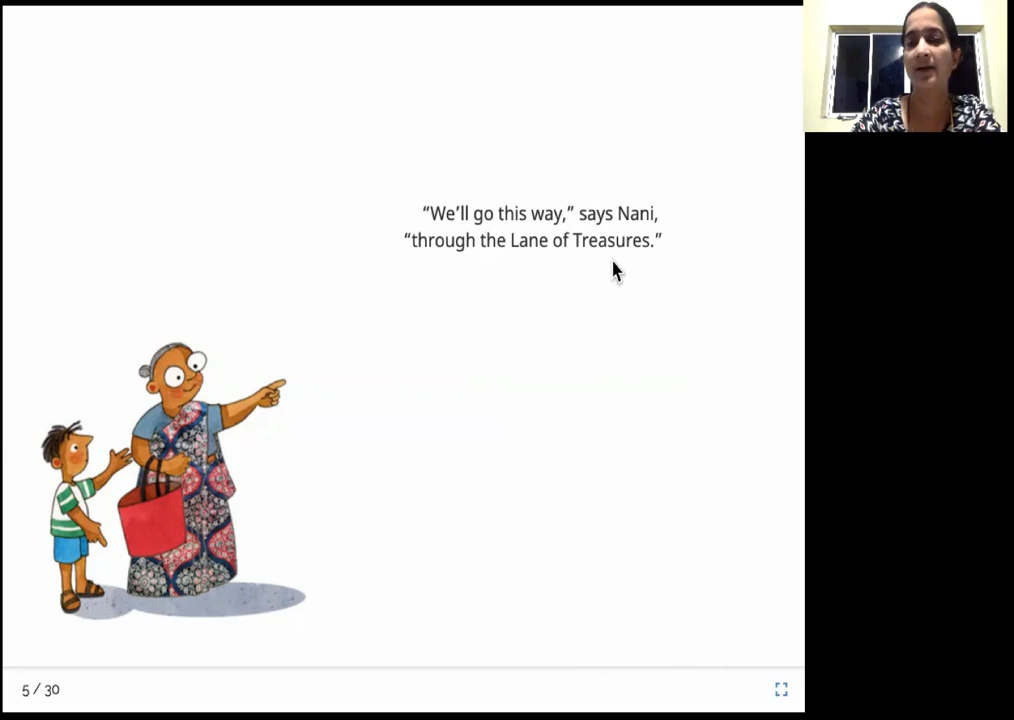 “We’ll go this way,” says Nani,
“through the Lane of Treasures.”
5 / 30